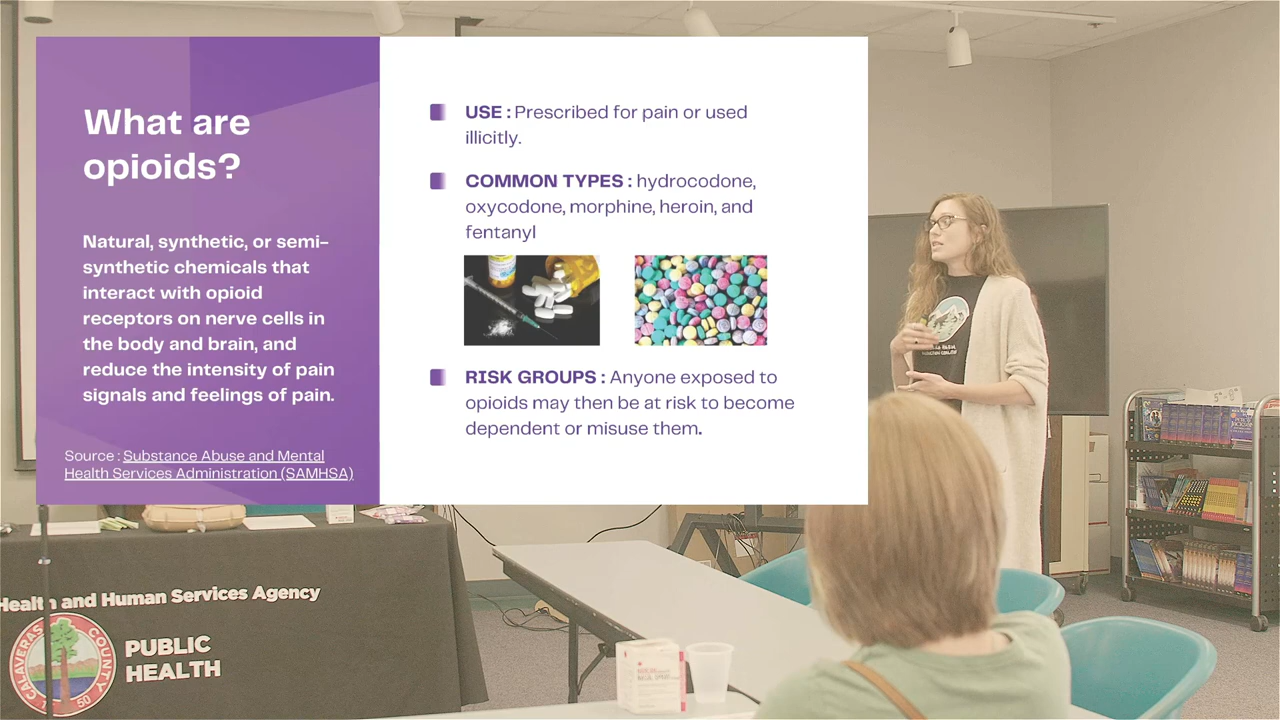 What are
opioids?
Natural, synthetic, or semi-
synthetic chemicals that
interact with opioid
receptors on nerve cells in
the body and brain, and
reduce the intensity of pain
signals and feelings of pain.
Source : Substance Abuse and Mental
Health Services Administration (SAMHSA)
USE : Prescribed for pain or used
illicitly.
COMMON TYPES : hydrocodone,
oxycodone, morphine, heroin, and
fentanyl
RISK GROUPS : Anyone exposed to
opioids may then be at risk to become
dependent or misuse them.
Health and Human Services Agency
PUBLIC
HEALTH
CALAVERAS COUNTY